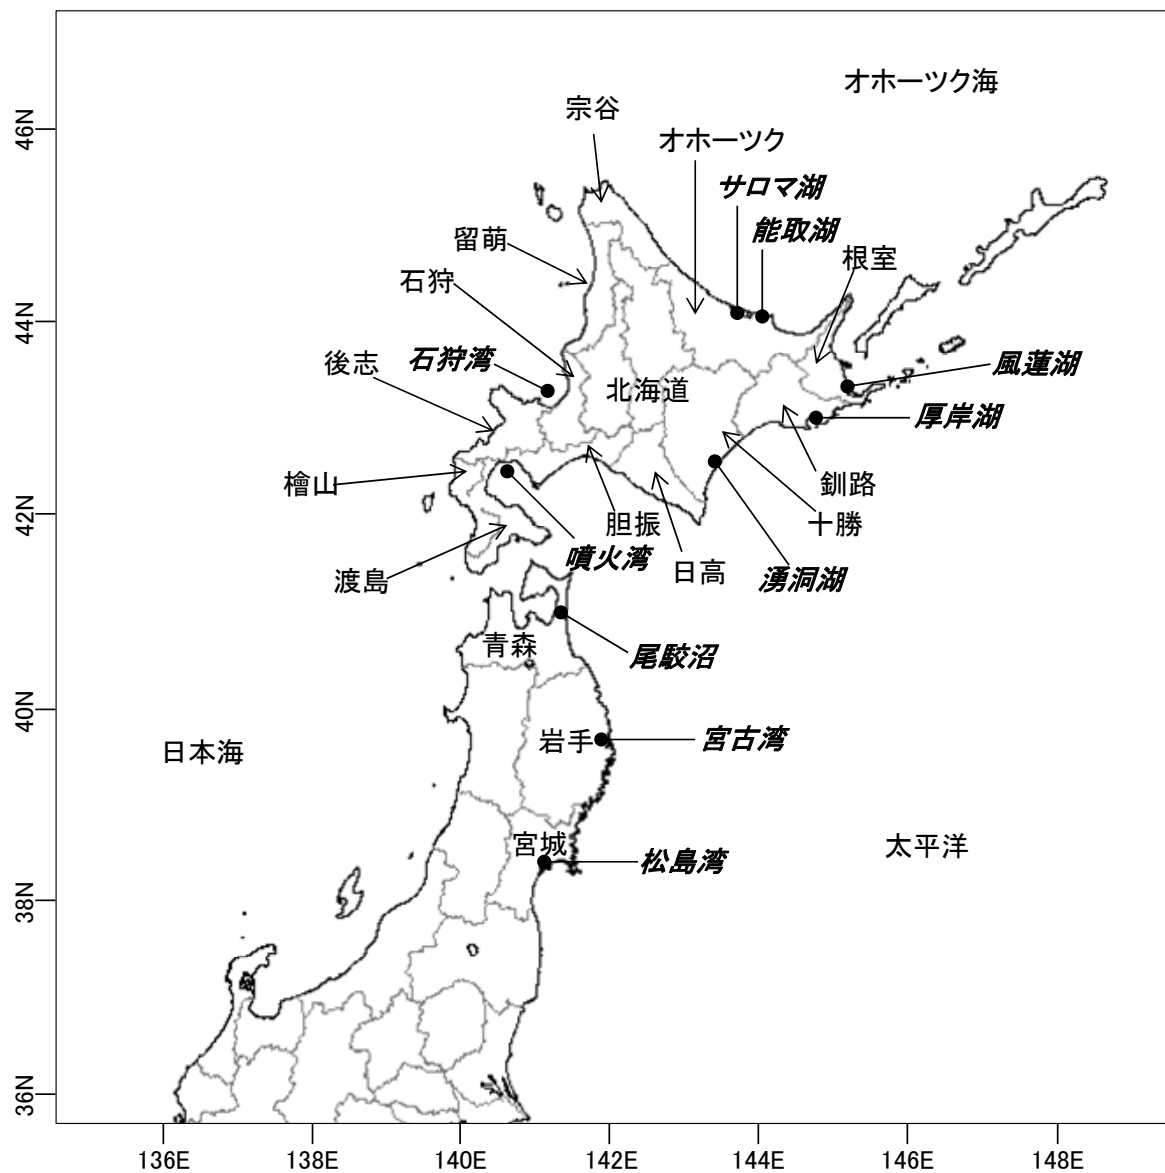 オホーツク海
宗谷
46N
オホーツク
サロマ湖
能取湖
留萌
根室
石狩
44N
石狩湾
後志
風蓮湖
北海道
厚岸湖
檜山
釧路
42N
胆振
十勝
噴火湾
日高
渡島
湧洞湖
青森
尾駮沼
40N
岩手
宮古湾
日本海
宮城
太平洋
松島湾
38N
36N
136E 138E 140E 142E 144E 146E 148E